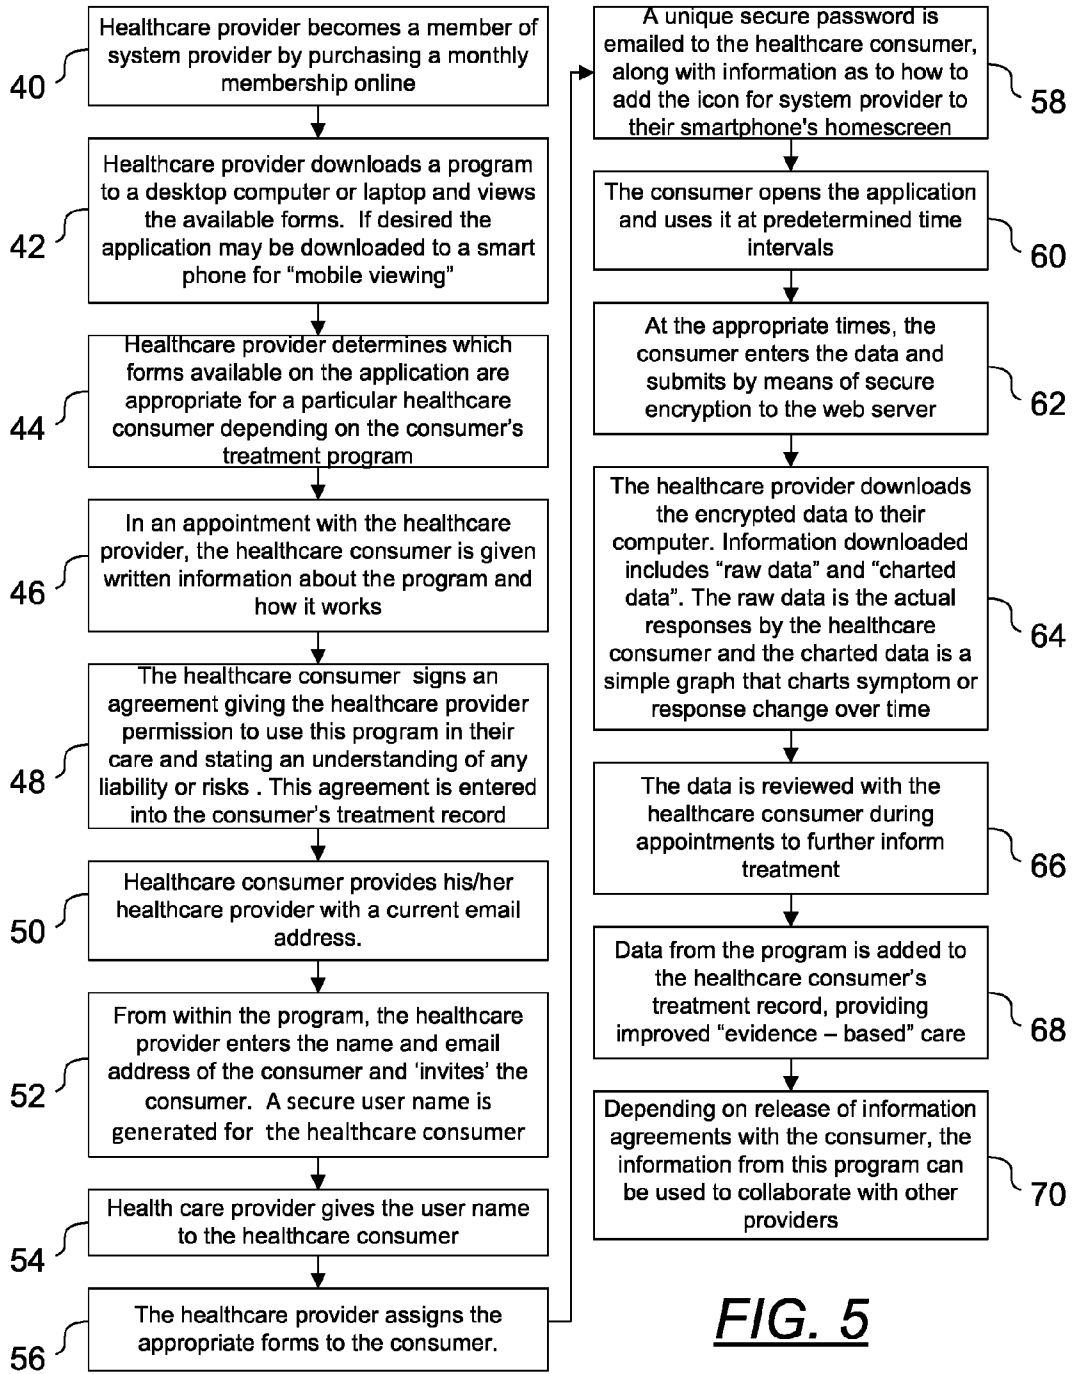 Healthcare provider becomes a member of
system provider by purchasing a monthly
membership online
40
Healthcare provider downloads a program
to a desktop computer or laptop and views
the available forms. If desired the
application may be downloaded to a smart
phone for “mobile viewing”
42
Healthcare provider determines which
forms available on the application are
appropriate for a particular healthcare
consumer depending on the consumer’s
treatment program
44
In an appointment with the healthcare
provider, the healthcare consumer is given
written information about the program and
how it works
46
The healthcare consumer signs an
agreement giving the healthcare provider
permission to use this program in their
care and stating an understanding of any
liability or risks . This agreement is entered
into the consumer’s treatment record
48
Healthcare consumer provides his/her
healthcare provider with a current email
address.
50
From within the program, the healthcare
provider enters the name and email
address of the consumer and ‘invites’ the
consumer. A secure user name is
generated for the healthcare consumer
52
Health care provider gives the user name
to the healthcare consumer
54
The healthcare provider assigns the
appropriate forms to the consumer.
56
A unique secure password is
emailed to the healthcare consumer,
along with information as to how to
add the icon for system provider to
their smartphone's homescreen
58
The consumer opens the application
and uses it at predetermined time
intervals
60
At the appropriate times, the
consumer enters the data and
submits by means of secure
encryption to the web server
62
The healthcare provider downloads
the encrypted data to their
computer. Information downloaded
includes “raw data” and “charted
data”. The raw data is the actual
responses by the healthcare
consumer and the charted data is a
simple graph that charts symptom or
response change over time
64
The data is reviewed with the
healthcare consumer during
appointments to further inform
treatment
66
Data from the program is added to
the healthcare consumer’s
treatment record, providing
improved “evidence – based” care
68
Depending on release of information
agreements with the consumer, the
information from this program can
be used to collaborate with other
providers
70
FIG. 5